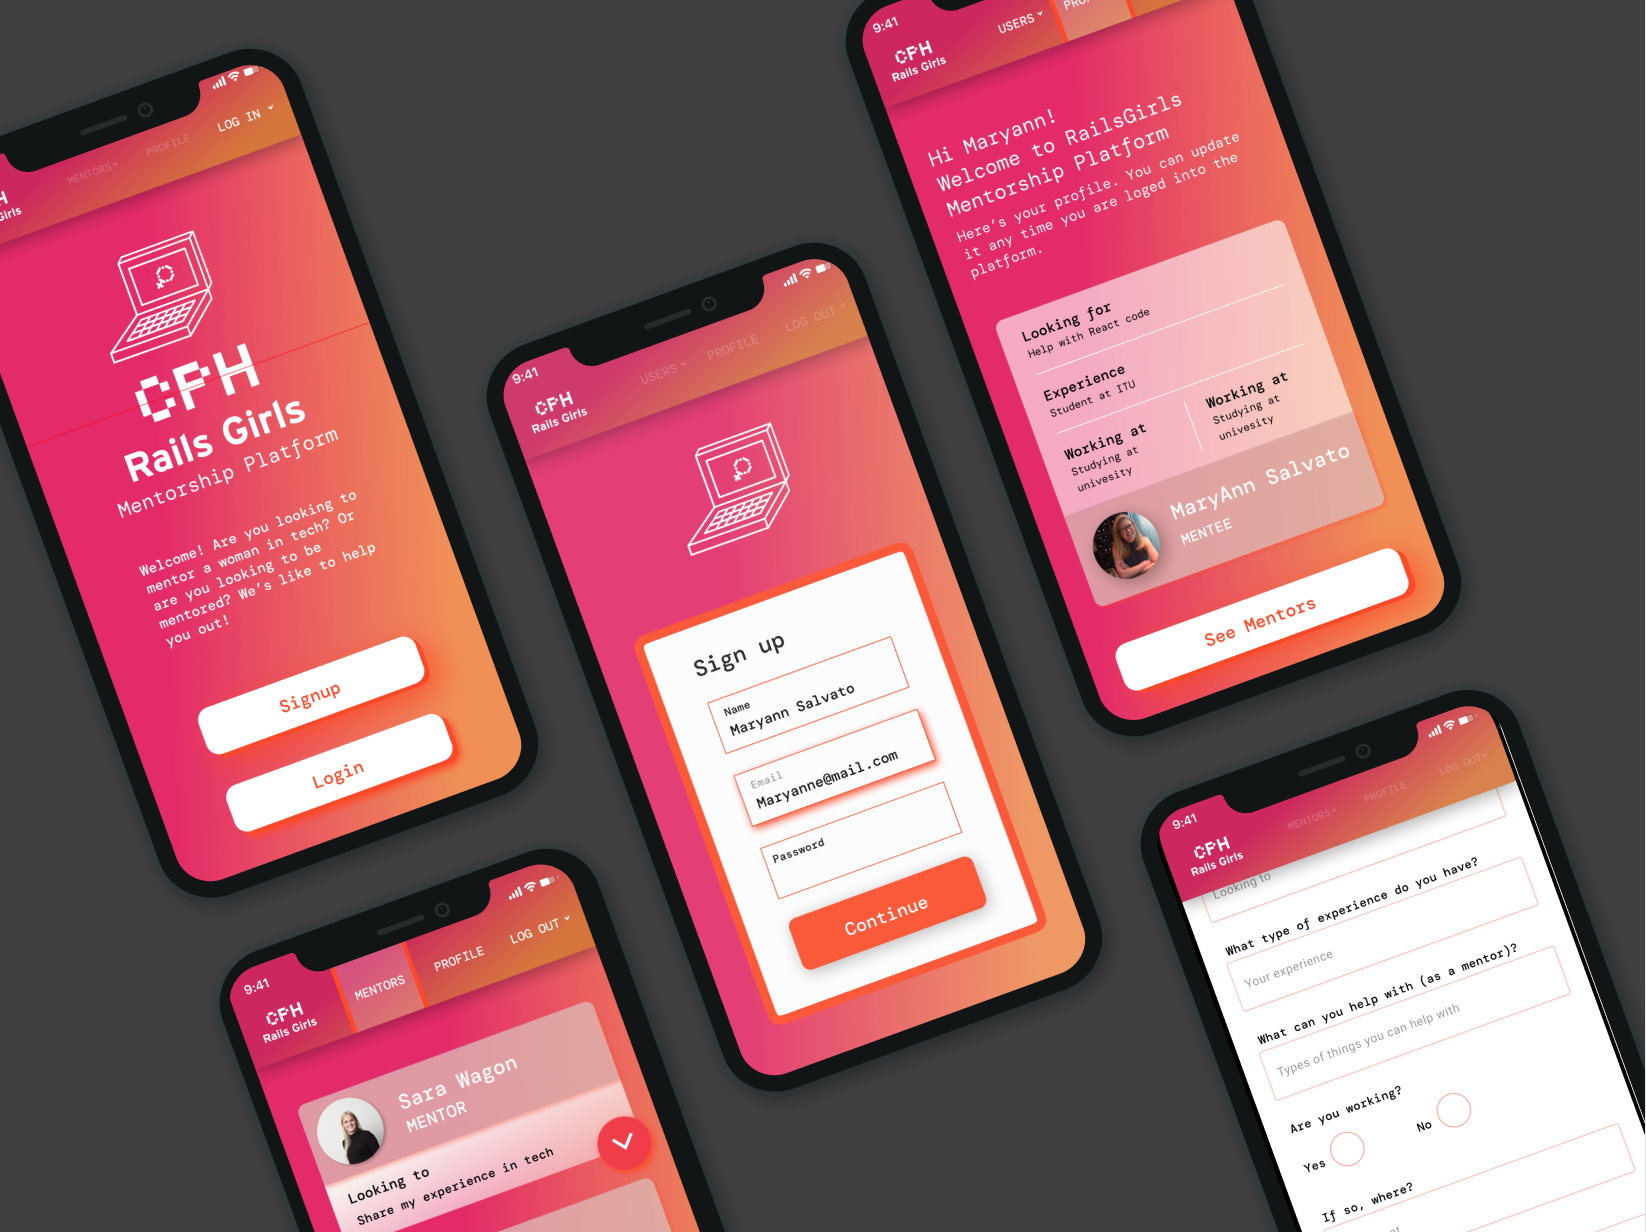 MENTORS
PROFILE
LOG IN
Girls
CPH
Rails Girls
Mentorship Platform
Welcome! Are you looking to
mentor a woman in tech? Or
are you looking to be
mentored? We's like to help
you out!
Signup
Login
9:41
CPH
Rails Girls
USERS
PROFILE
LOG OUT
Sign up
Name
Maryann Salvato
Email
Maryanne@mail.com
Password
Continue
9:41
CPH
Rails Girls
USERS
Hi Maryann!
Welcome to RailsGirls
Mentorship Platform
Here's your profile. You can update
it any time you are loged into the
platform.
Looking for
Help with React code
Experience
Student at ITU
Working at
Studying at
univesity
Working at
Studying at
univesity
MaryAnn Salvato
MENTEE
See Mentors
9:41
CPH
Rails Girls
MENTORS
PROFILE
LOG OUT
Sara Wagon
MENTOR
Looking to
Share my experience in tech
9:41
CPH
Rails Girls
MENTORS
PROFILE
LOG OUT
Looking to
What type of experience do you have?
Your experience
What can you help with (as a mentor)?
Types of things you can help with
Are you working?
Yes
No
If so, where?